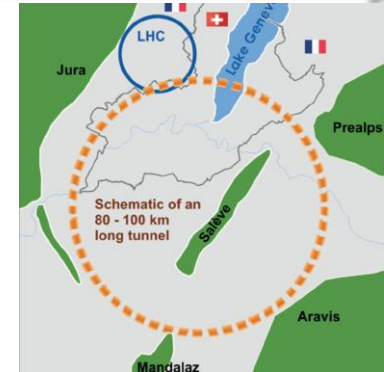 LHC
Lake Geneva
Jura
Prealps
Schematic of an
80 - 100 km
long tunnel
Salève
Aravis
Mandalaz